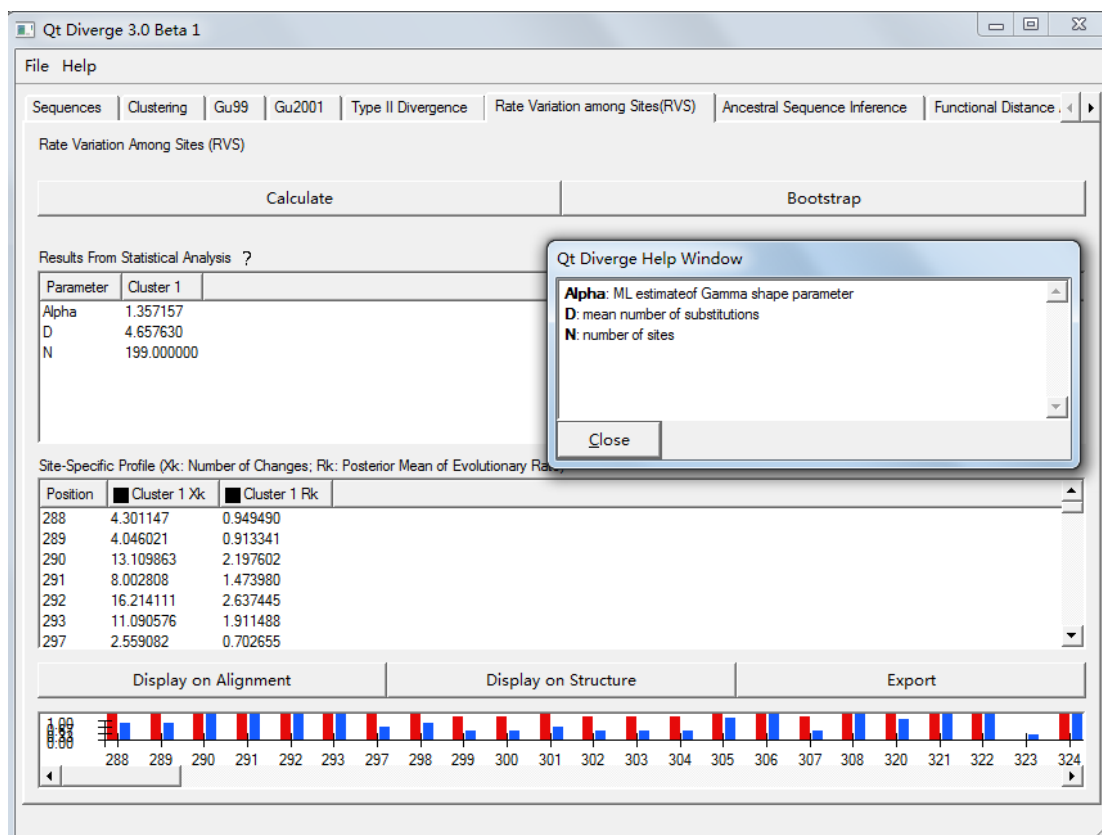 Qt Diverge 3.0 Beta 1
File Help
Sequences Clustering Gu99 Gu2001 Type II Divergence Rate Variation among Sites(RVS) Ancestral Sequence Inference Functional Distance
Rate Variation Among Sites (RVS)
Calculate Bootstrap
Results From Statistical Analysis ?
Parameter Cluster 1
Alpha 1.357157
D 4.657630
N 199.000000
Qt Diverge Help Window
Alpha: ML estimateof Gamma shape parameter
D: mean number of substitutions
N: number of sites
Close
Site-Specific Profile (Xk: Number of Changes; Rk: Posterior Mean of Evolutionary
Position Cluster 1 Xk Cluster 1 Rk
288 4.301147 0.949490
289 4.046021 0.913341
290 13.109863 2.197602
291 8.002808 1.473980
292 16.214111 2.637445
293 11.090576 1.911488
297 2.559082 0.702655
Display on Alignment Display on Structure Export
1.00
0.00
288 289 290 291 292 293 297 298 299 300 301 302 303 304 305 306 307 308 320 321 322 323 324